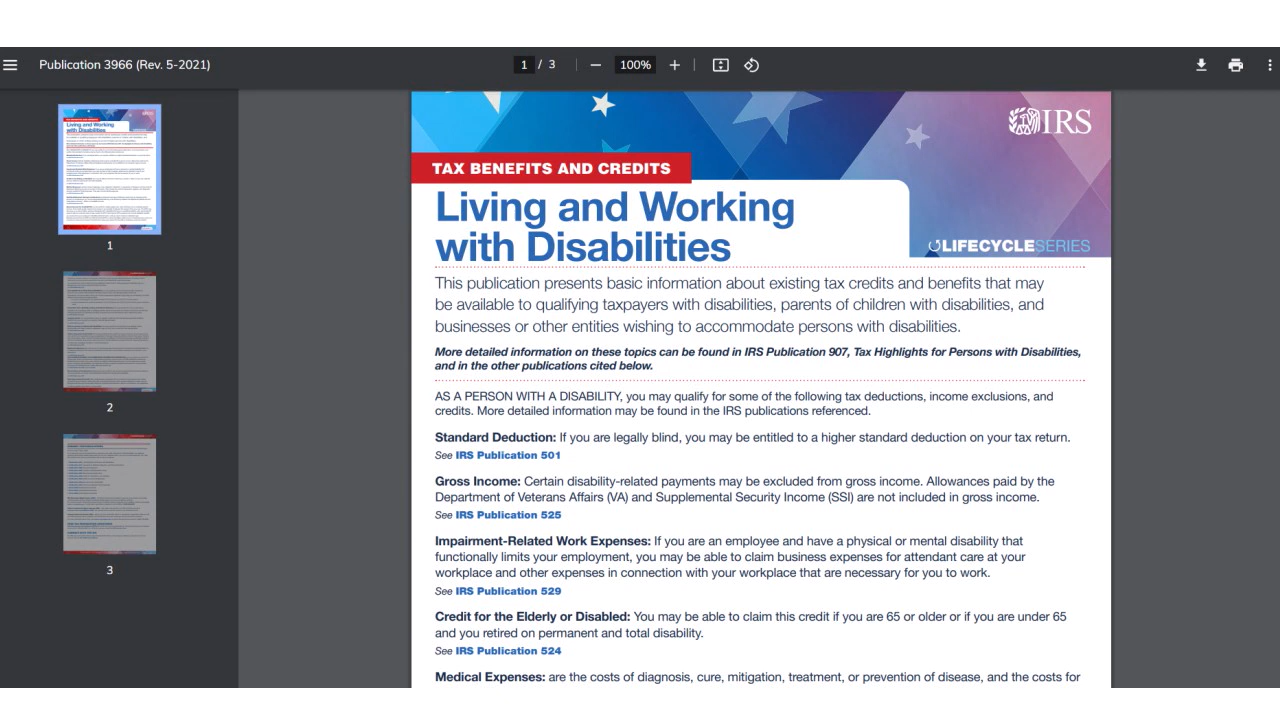 Publication 3966 (Rev. 5-2021)
1 / 3
100%
1
2
3
IRS
TAX BENEFITS AND CREDITS
Living and Working
with Disabilities
LIFECYCLESERIES
This publication presents basic information about existing tax credits and benefits that may
be available to qualifying taxpayers with disabilities, parents of children with disabilities, and
businesses or other entities wishing to accommodate persons with disabilities.
More detailed information on these topics can be found in IRS Publication 907, Tax Highlights for Persons with Disabilities,
and in the other publications cited below.
AS A PERSON WITH A DISABILITY, you may qualify for some of the following tax deductions, income exclusions, and
credits. More detailed information may be found in the IRS publications referenced.
Standard Deduction: If you are legally blind, you may be entitled to a higher standard deduction on your tax return.
See IRS Publication 501
Gross Income: Certain disability-related payments may be excluded from gross income. Allowances paid by the
Department of Veterans Affairs (VA) and Supplemental Security Income (SSI) are not included in gross income.
See IRS Publication 525
Impairment-Related Work Expenses: If you are an employee and have a physical or mental disability that
functionally limits your employment, you may be able to claim business expenses for attendant care at your
workplace and other expenses in connection with your workplace that are necessary for you to work.
See IRS Publication 529
Credit for the Elderly or Disabled: You may be able to claim this credit if you are 65 or older or if you are under 65
and you retired on permanent and total disability.
See IRS Publication 524
Medical Expenses: are the costs of diagnosis, cure, mitigation, treatment, or prevention of disease, and the costs for